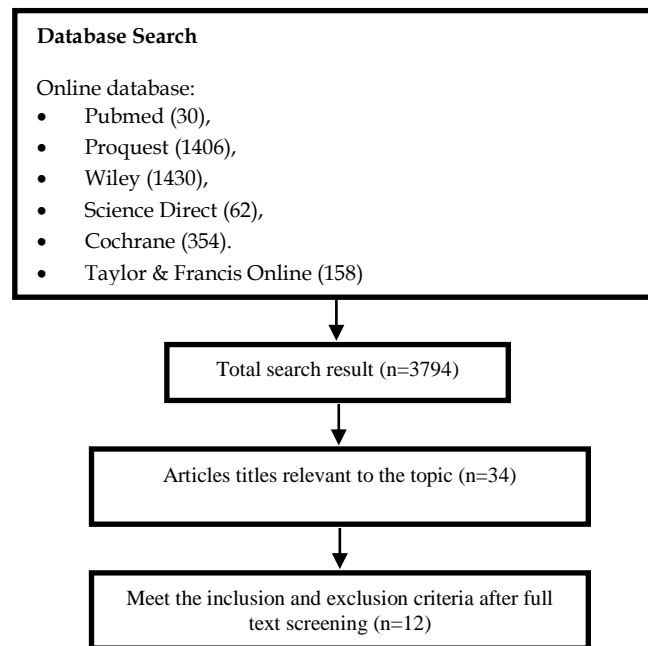 Database Search
Online database:
• Pubmed (30),
• Proquest (1406),
• Wiley (1430),
• Science Direct (62),
• Cochrane (354).
• Taylor & Francis Online (158)
Total search result (n=3794)
Articles titles relevant to the topic (n=34)
Meet the inclusion and exclusion criteria after full
text screening (n=12)